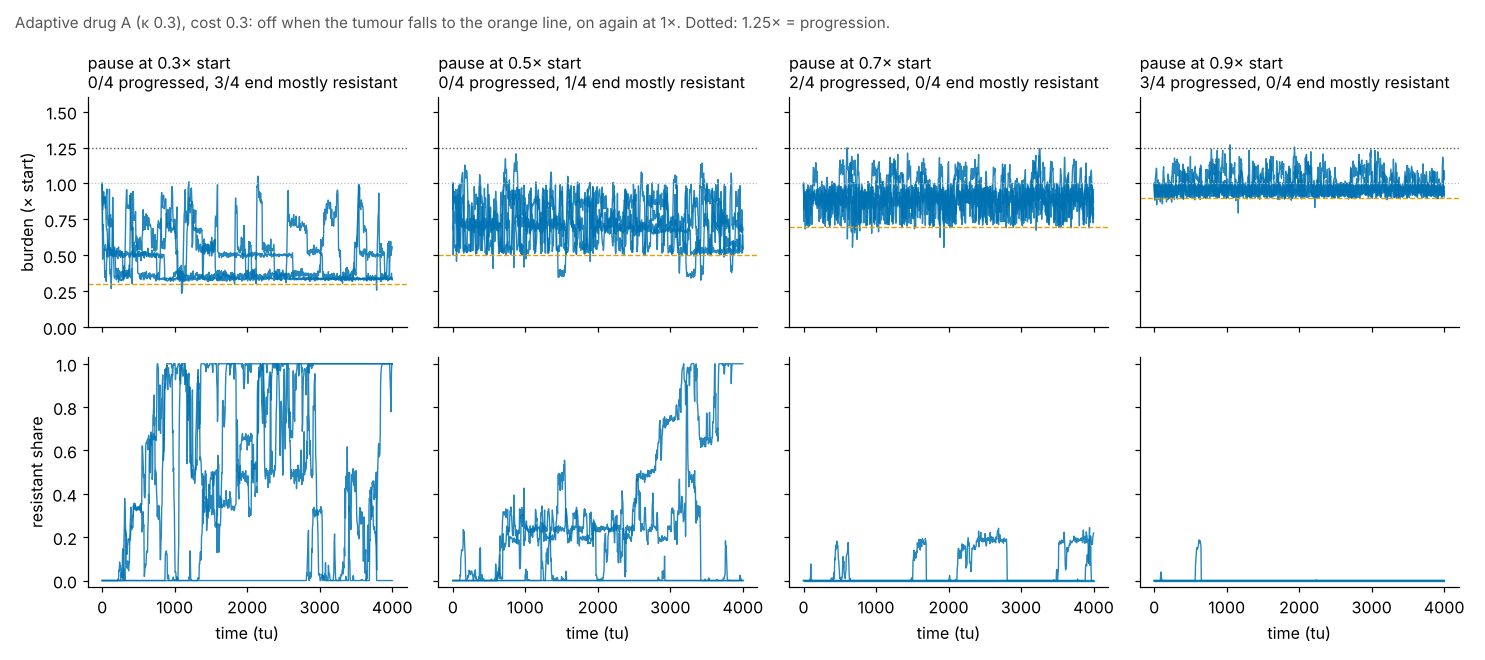 Adaptive drug A (κ 0.3), cost 0.3: off when the tumour falls to the orange line, on again at 1×. Dotted: 1.25× = progression.
pause at 0.3× start
0/4 progressed, 3/4 end mostly resistant
pause at 0.5× start
0/4 progressed, 1/4 end mostly resistant
pause at 0.7× start
2/4 progressed, 0/4 end mostly resistant
pause at 0.9× start
3/4 progressed, 0/4 end mostly resistant
burden (× start)
1.50
1.25
1.00
0.75
0.50
0.25
0.00
resistant share
1.0
0.8
0.6
0.4
0.2
0.0
0 1000 2000 3000 4000
0 1000 2000 3000 4000
0 1000 2000 3000 4000
0 1000 2000 3000 4000
time (tu)
time (tu)
time (tu)
time (tu)